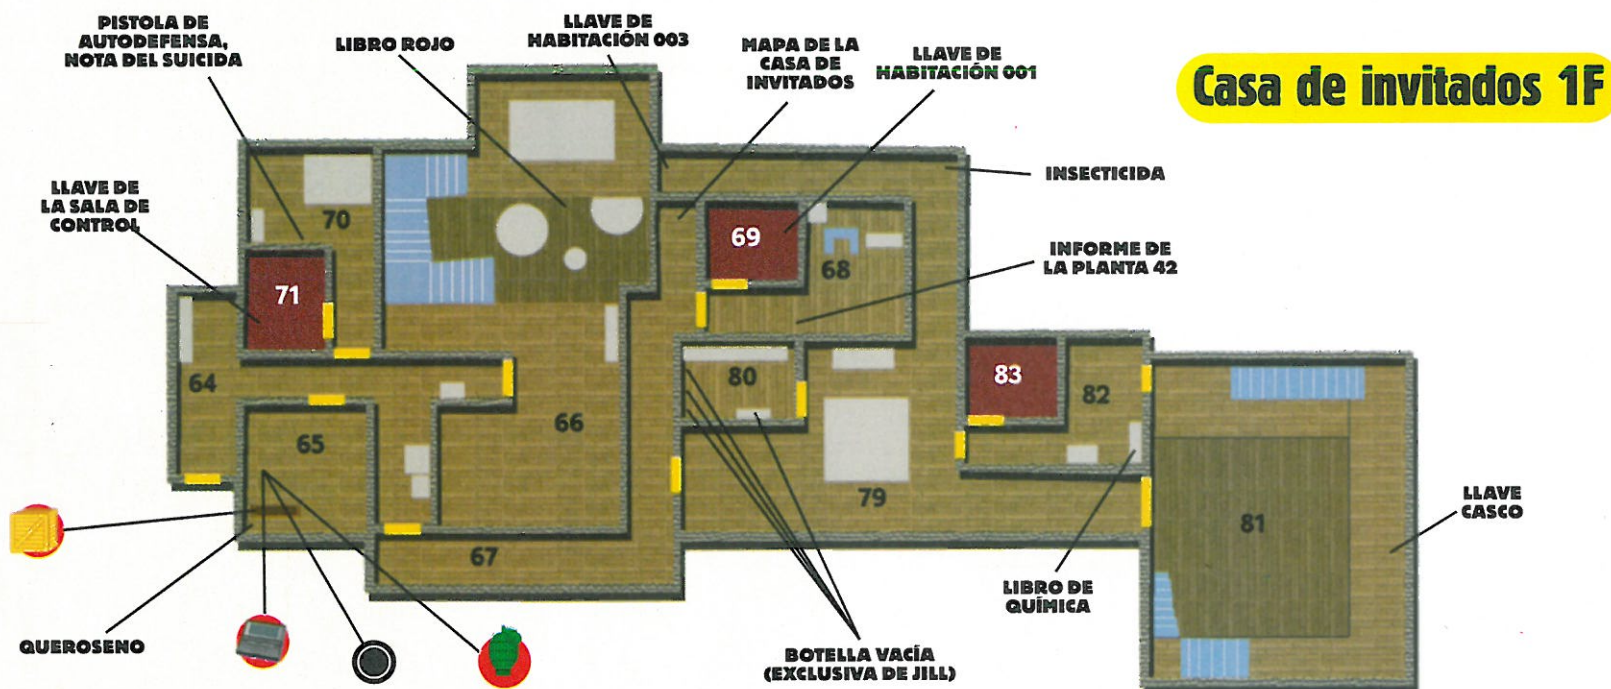 PISTOLA DE
AUTODEFENSA,
NOTA DEL SUICIDA
LIBRO ROJO
LLAVE DE
HABITACIÓN 003
MAPA DE LA
CASA DE
INVITADOS
LLAVE DE
HABITACIÓN 001
Casa de invitados 1F
LLAVE DE
LA SALA DE
CONTROL
INSECTICIDA
INFORME DE
LA PLANTA 42
70
69
68
71
64
65
66
80
83
82
79
81
67
LLAVE
CASCO
LIBRO DE
QUÍMICA
QUEROSENO
BOTELLA VACÍA
(EXCLUSIVA DE JILL)